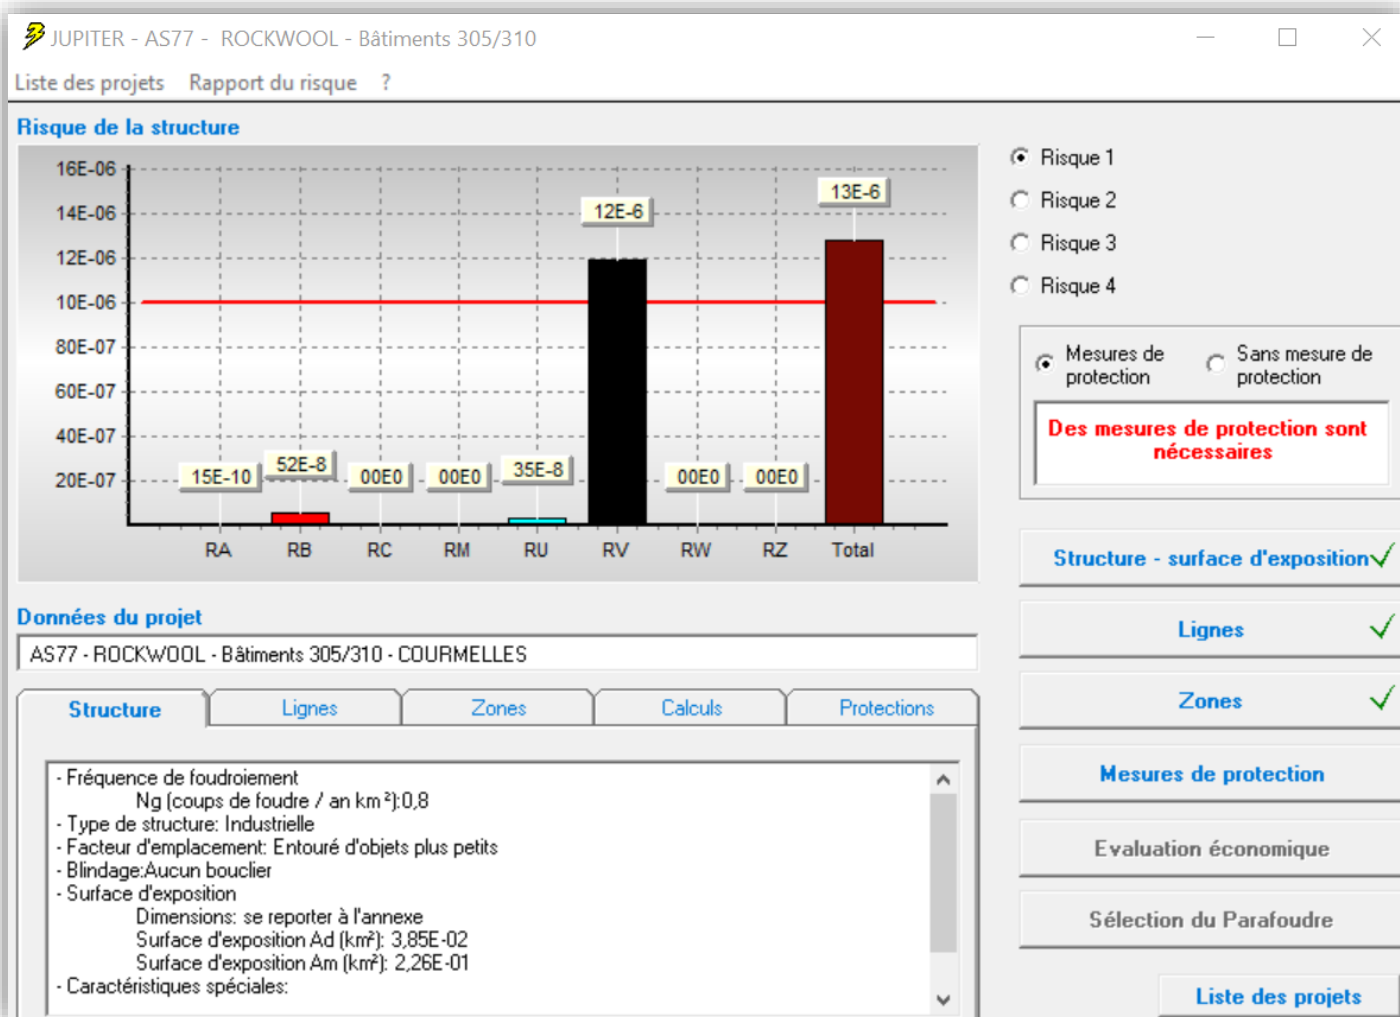 JUPITER - AS77 - ROCKWOOL - Bâtiments 305/310
Liste des projets Rapport du risque ?
Risque de la structure
16E-06
14E-06
12E-06
10E-06
80E-07
60E-07
40E-07
20E-07
15E-10
52E-8
00E0
00E0
35E-8
12E-6
00E0
00E0
13E-6
RA RB RC RM RU RV RW RZ Total
Risque 1
Risque 2
Risque 3
Risque 4
Mesures de protection
Sans mesure de protection
Des mesures de protection sont
nécessaires
Structure - surface d'exposition
Lignes
Zones
Mesures de protection
Evaluation économique
Sélection du Parafoudre
Liste des projets
Données du projet
AS77 - ROCKWOOL - Bâtiments 305/310 - COURMELLES
Structure Lignes Zones Calculs Protections
- Fréquence de foudroiement
Ng (coups de foudre / an km²):0,8
- Type de structure: Industrielle
- Facteur d'emplacement: Entouré d'objets plus petits
- Blindage:Aucun bouclier
- Surface d'exposition
Dimensions: se reporter à l'annexe
Surface d'exposition Ad (km²): 3,85E-02
Surface d'exposition Am (km²): 2,26E-01
- Caractéristiques spéciales: